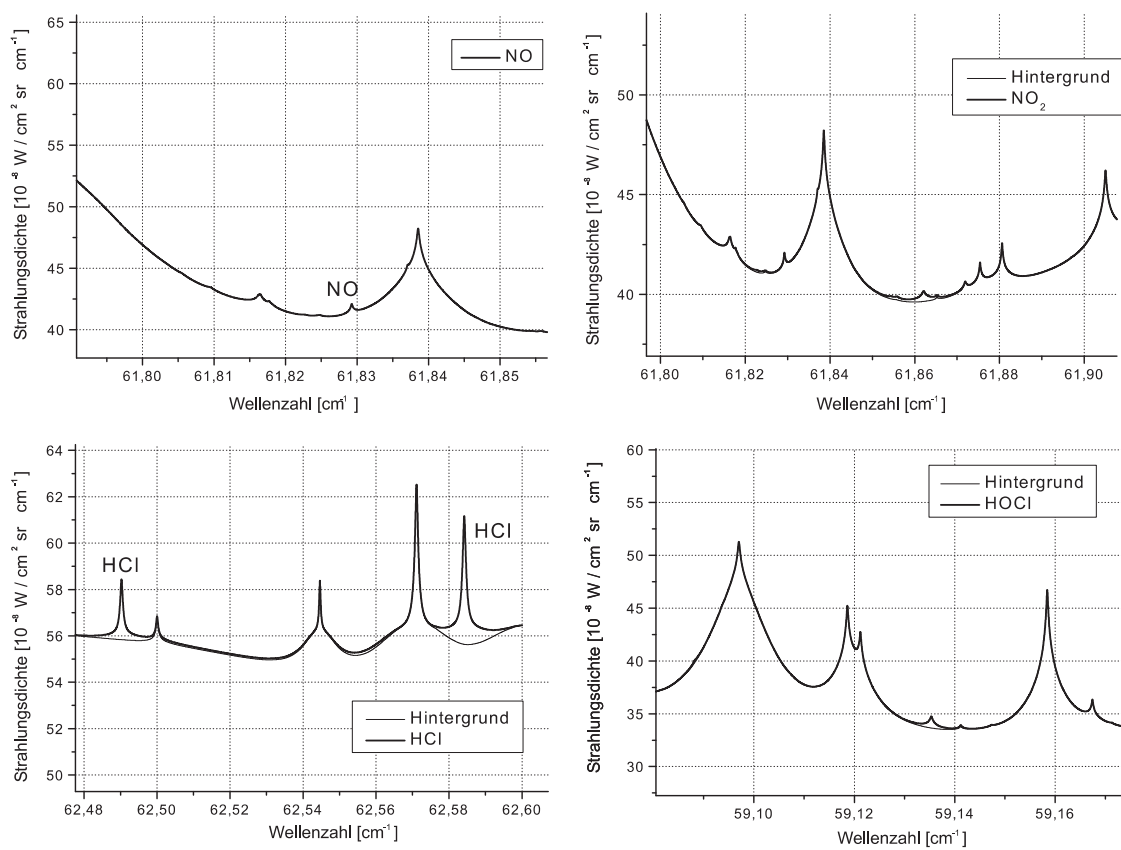 Strahlungsdichte [10⁻⁸ W / cm² sr cm⁻¹]
65
60
55
50
45
40
NO
NO
61,80
61,81
61,82
61,83
61,84
61,85
Wellenzahl [cm⁻¹ ]
Strahlungsdichte [10⁻⁸ W / cm² sr cm⁻¹]
50
45
40
Hintergrund
NO₂
61,80
61,82
61,84
61,86
61,88
61,90
Wellenzahl [cm⁻¹]
Strahlungsdichte [10⁻⁸ W / cm² sr cm⁻¹]
64
62
60
58
56
54
52
50
HCl
HCl
Hintergrund
HCl
62,48
62,50
62,52
62,54
62,56
62,58
62,60
Wellenzahl [cm⁻¹]
Strahlungsdichte [10⁻⁸ W / cm² sr cm⁻¹]
60
55
50
45
40
35
30
Hintergrund
HOCl
59,10
59,12
59,14
59,16
Wellenzahl [cm⁻¹]